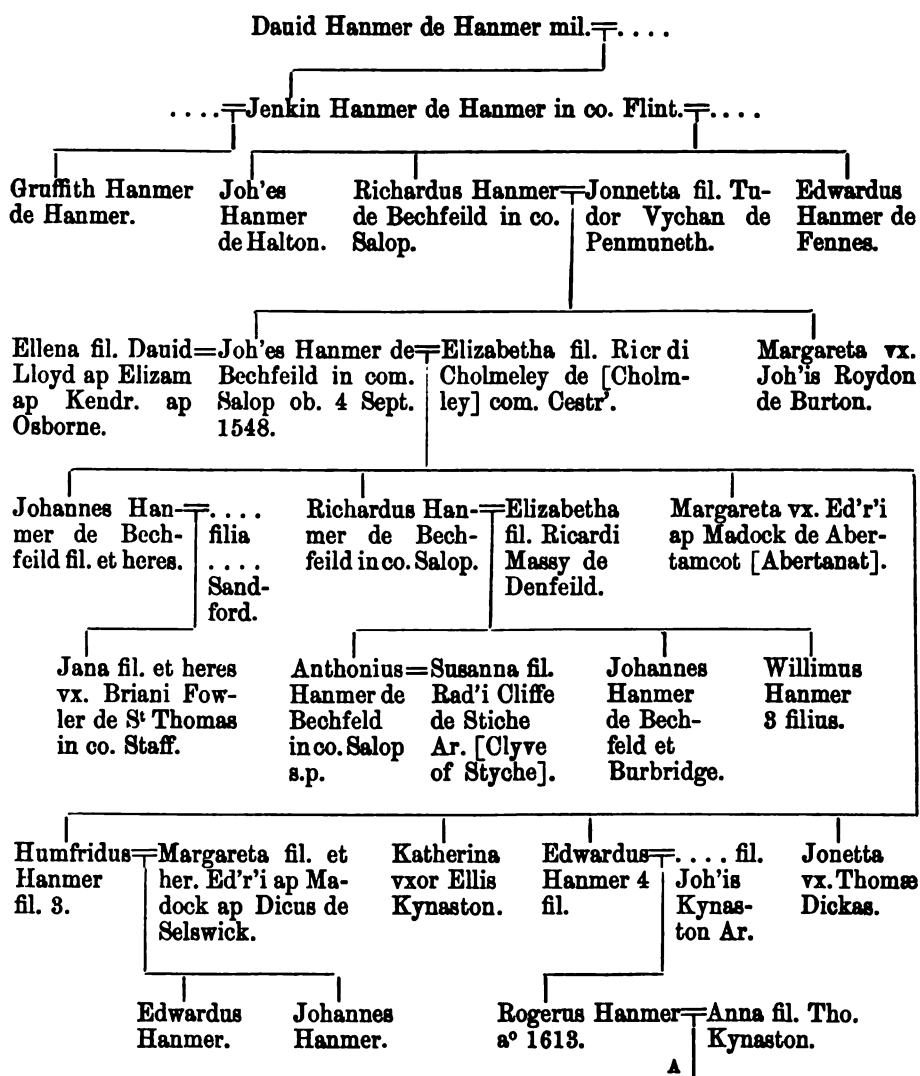 Dauid Hanmer de Hanmer mil.=....
....=Jenkin Hanmer de Hanmer in co. Flint.=....
Gruffith Hanmer
de Hanmer.
Joh'es
Hanmer
de Halton.
Richardus Hanmer=Jonnetta fil. Tu-
de Bechfeild in co. dor Vychan de
Salop. Penmuneth.
Edwardus
Hanmer de
Fennes.
Ellena fil. Dauid=Joh'es Hanmer de=Elizabetha fil. Ricr di
Lloyd ap Elizam Bechfeild in com. Cholmeley de [Cholm-
ap Kendr. ap Salop ob. 4 Sept. ley] com. Cestr'.
Osborne. 1548.
Margareta vx.
Joh'is Roydon
de Burton.
Johannes Han-=....
mer de Bech- filia
feild fil. et heres. ....
Sand-
ford.
Richardus Han-=Elizabetha
mer de Bech- fil. Ricardi
feild in co. Salop. Massy de
Denfeild.
Margareta vx. Ed'r'i
ap Madock de Aber-
tamcot [Abertanat].
Jana fil. et heres
vx. Briani Fow-
ler de St Thomas
in co. Staff.
Anthonius=Susanna fil.
Hanmer de Rad'i Cliffe
Bechfeld de Stiche
in co. Salop Ar. [Clyve
s.p. of Styche].
Johannes
Hanmer
de Bech-
feld et
Burbridge.
Willimus
Hanmer
3 filius.
Humfridus=Margareta fil. et
Hanmer her. Ed'r'i ap Ma-
fil. 3. dock ap Dicus de
Selswick.
Katherina
vxor Ellis
Kynaston.
Edwardus=.... fil.
Hanmer 4 Joh'is
fil. Kynas-
ton Ar.
Jonetta
vx. Thomæ
Dickas.
Edwardus
Hanmer.
Johannes
Hanmer.
Rogerus Hanmer=Anna fil. Tho.
aº 1613. Kynaston.
A